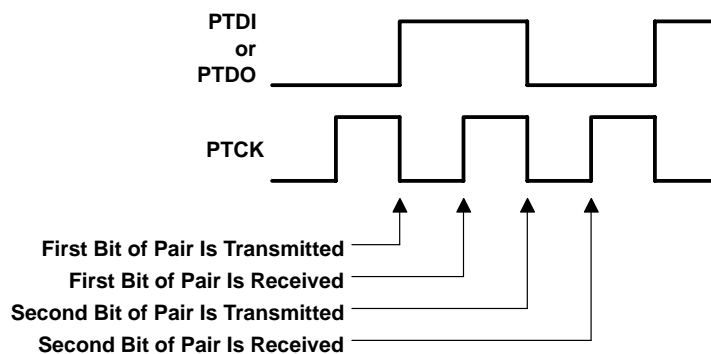 PTDI
or
PTDO
PTCK
First Bit of Pair Is Transmitted
First Bit of Pair Is Received
Second Bit of Pair Is Transmitted
Second Bit of Pair Is Received